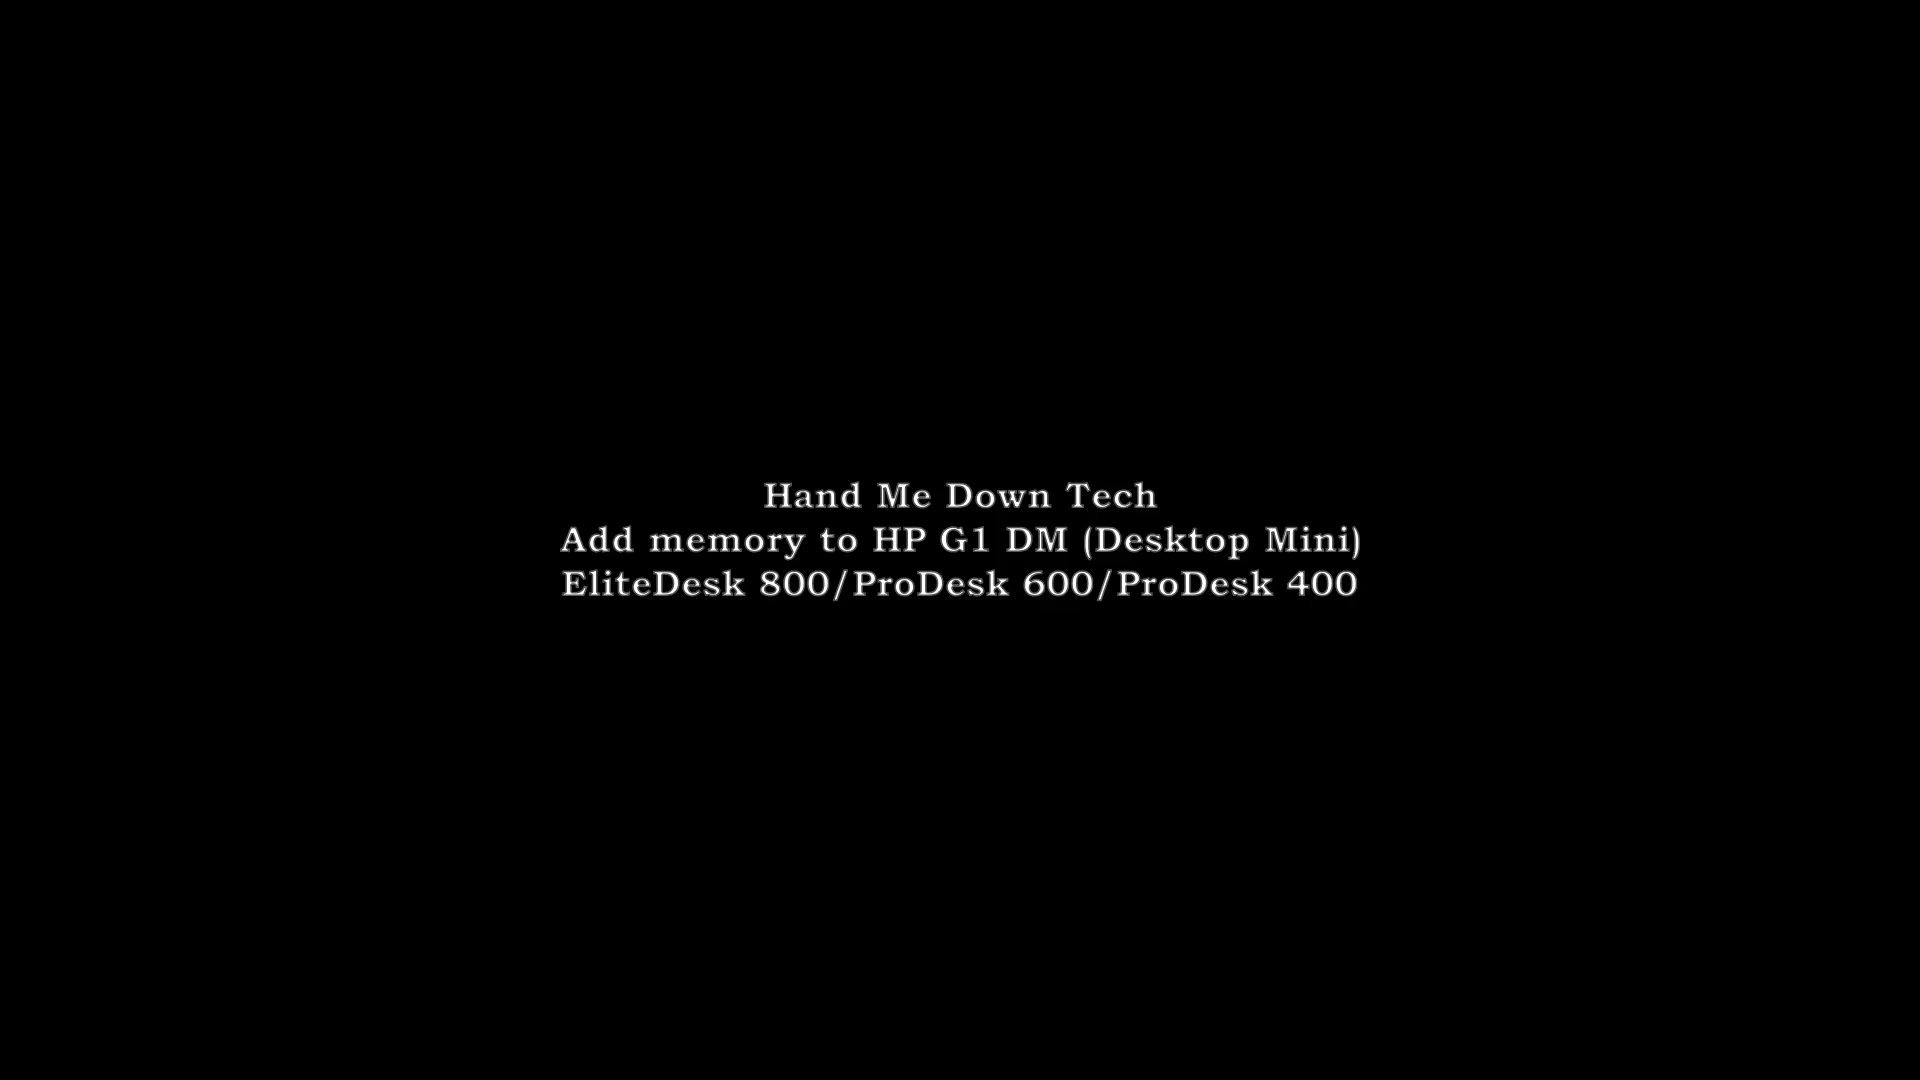 Hand Me Down Tech
Add memory to HP G1 DM (Desktop Mini)
EliteDesk 800/ProDesk 600/ProDesk 400